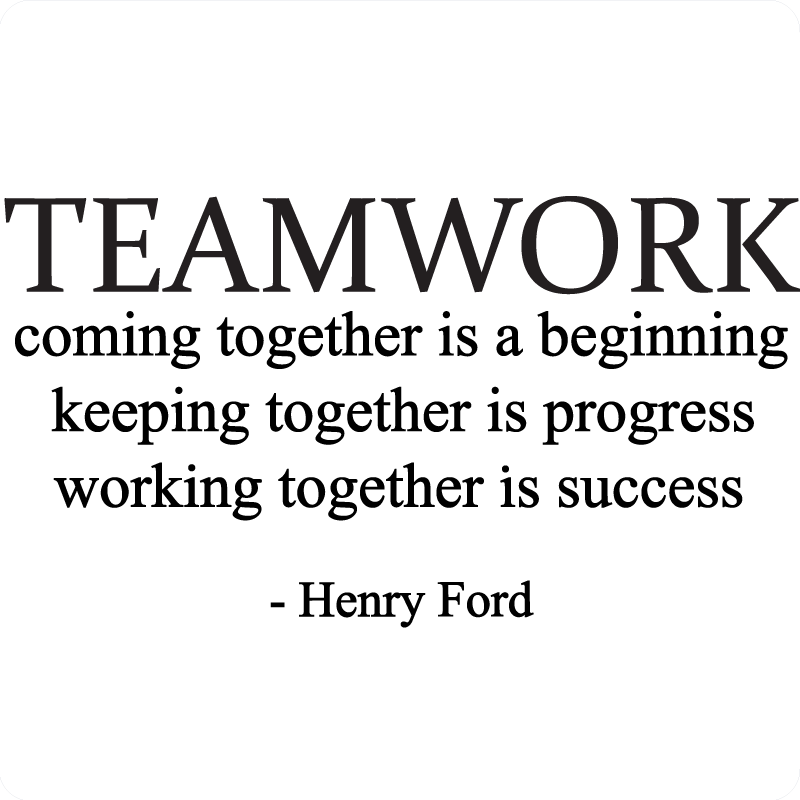 TEAMWORK
coming together is a beginning
keeping together is progress
working together is success
- Henry Ford